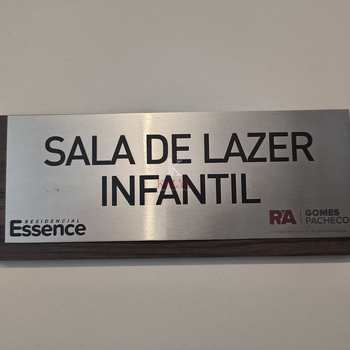 SALA DE LAZER
INFANTIL
RESIDENCIAL
Essence
RA GOMES
PACHECO